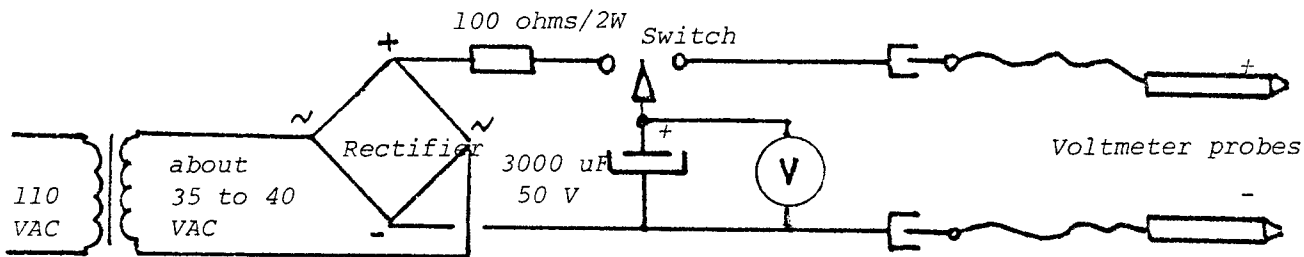 100 ohms/2W
Switch
+
+
~
~
Rectifier
+
about
35 to 40
VAC
3000 uF
50 V
V
Voltmeter probes
110
VAC
-
-